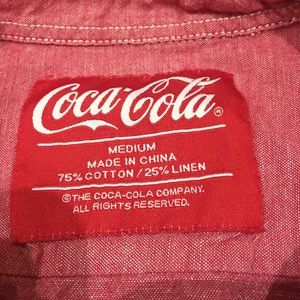 Coca-Cola®
MEDIUM
MADE IN CHINA
75% COTTON / 25% LINEN
©THE COCA-COLA COMPANY.
ALL RIGHTS RESERVED.